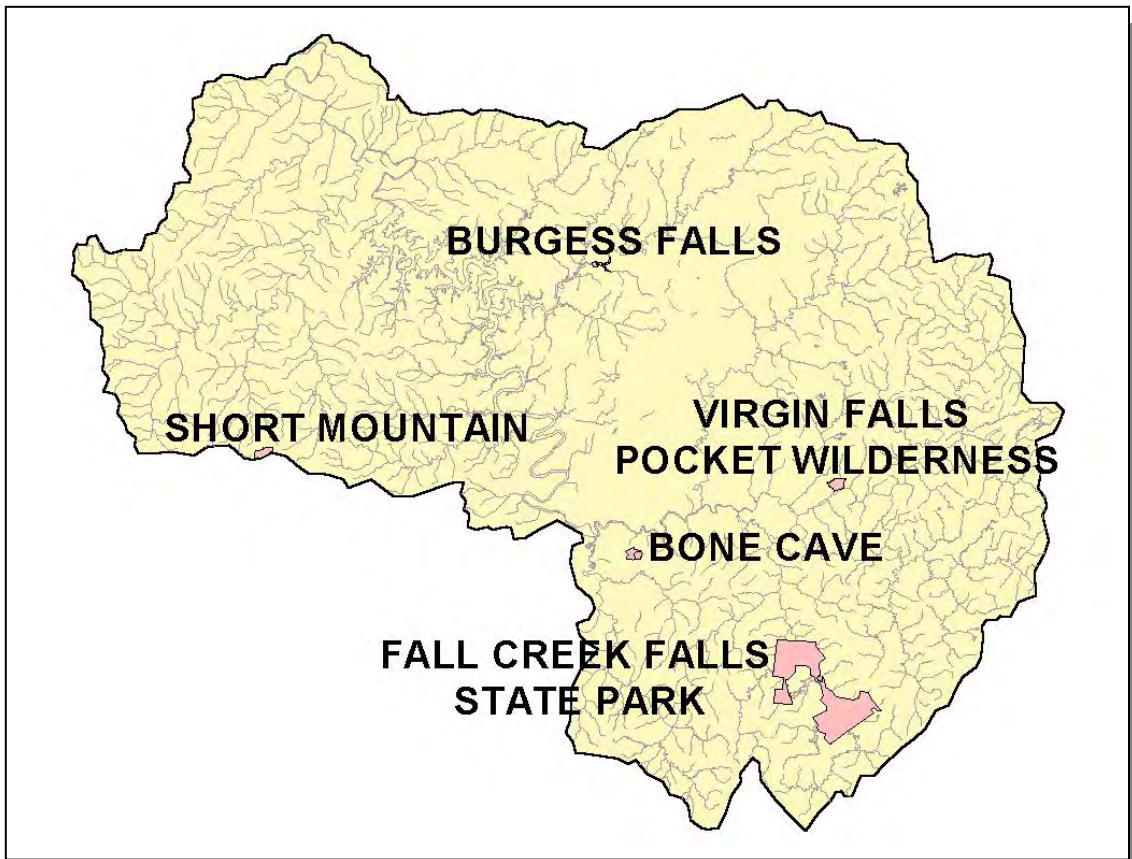 BURGESS FALLS
SHORT MOUNTAIN
VIRGIN FALLS
POCKET WILDERNESS
BONE CAVE
FALL CREEK FALLS
STATE PARK